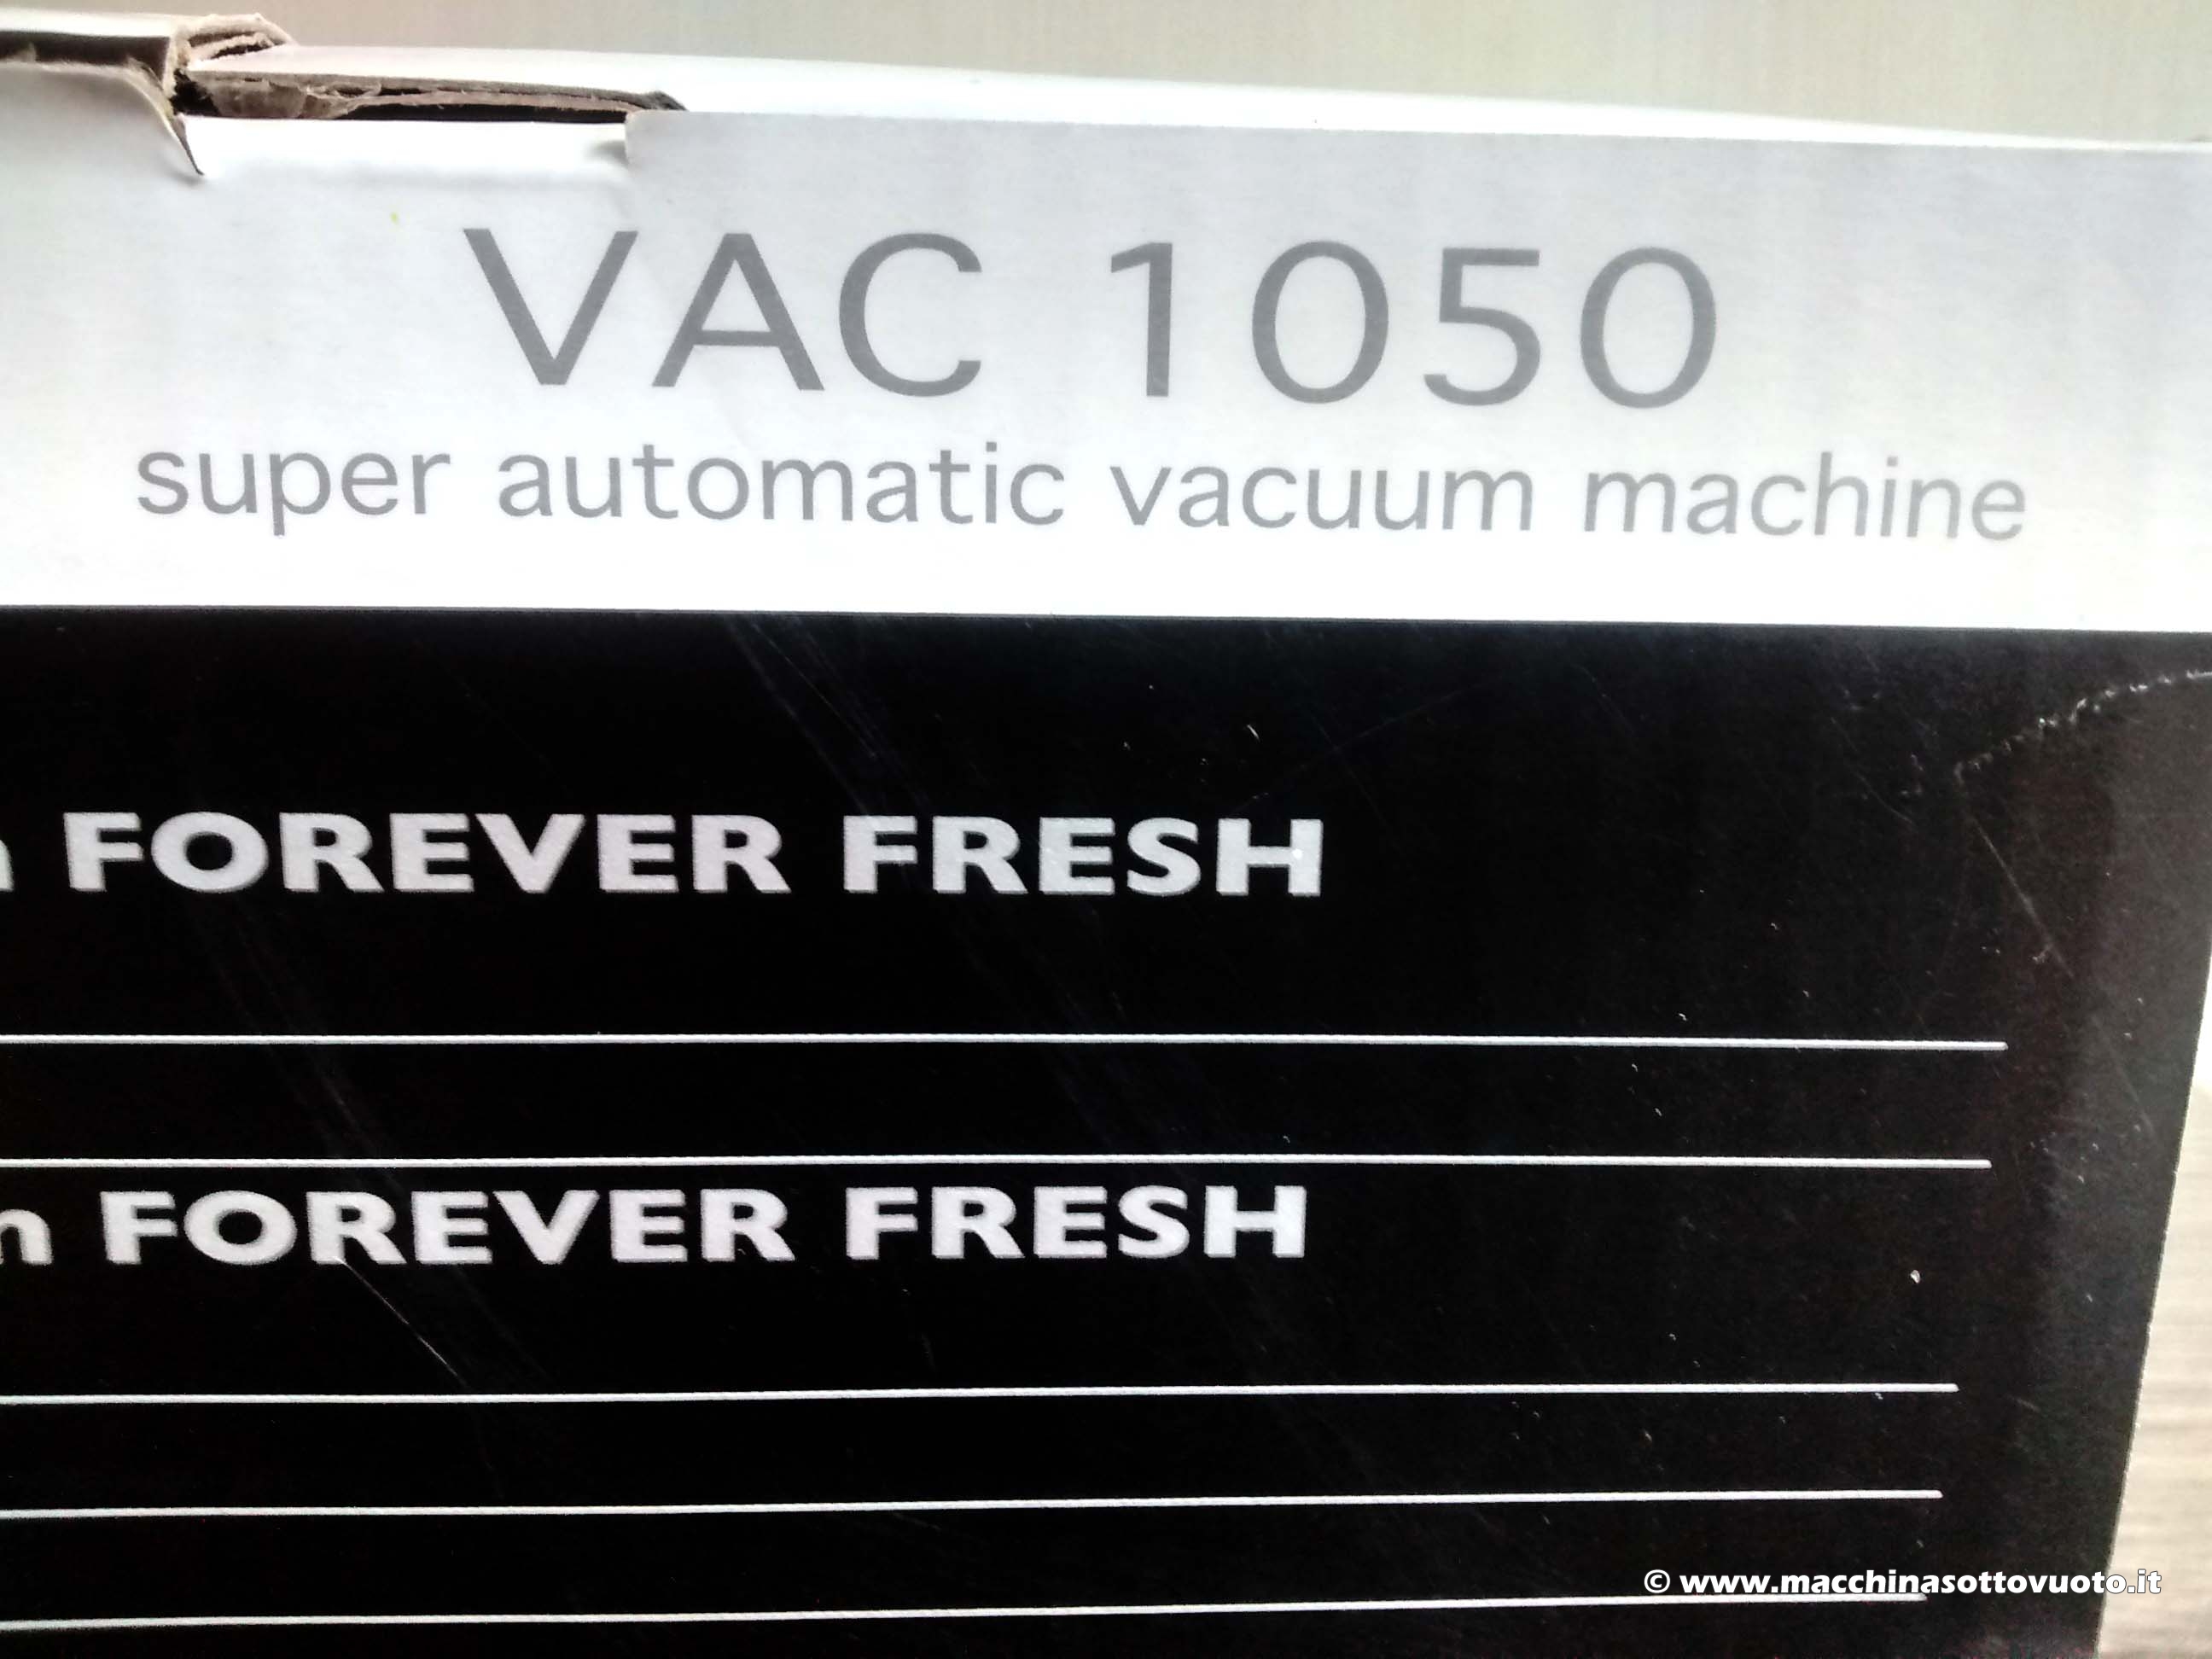 VAC 1050
super automatic vacuum machine
FOREVER FRESH
n FOREVER FRESH
© www.macchinasottovuoto.it